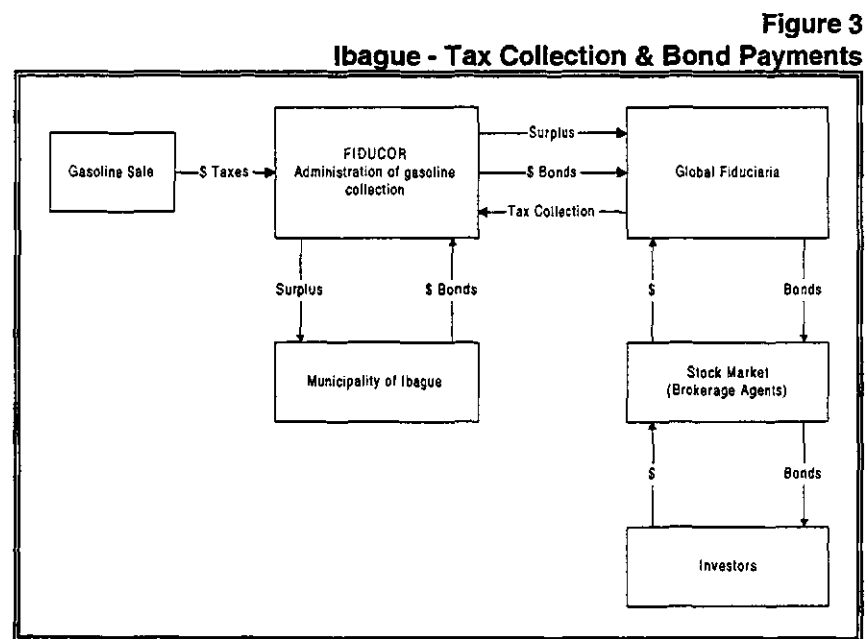 Figure 3
Ibague - Tax Collection & Bond Payments
Gasoline Sale
$ Taxes
FIDUCOR
Administration of gasoline
collection
Surplus
$ Bonds
Tax Collection
Global Fiduciaria
Surplus
$ Bonds
$
Bonds
Municipality of Ibague
Stock Market
(Brokerage Agents)
$
Bonds
Investors